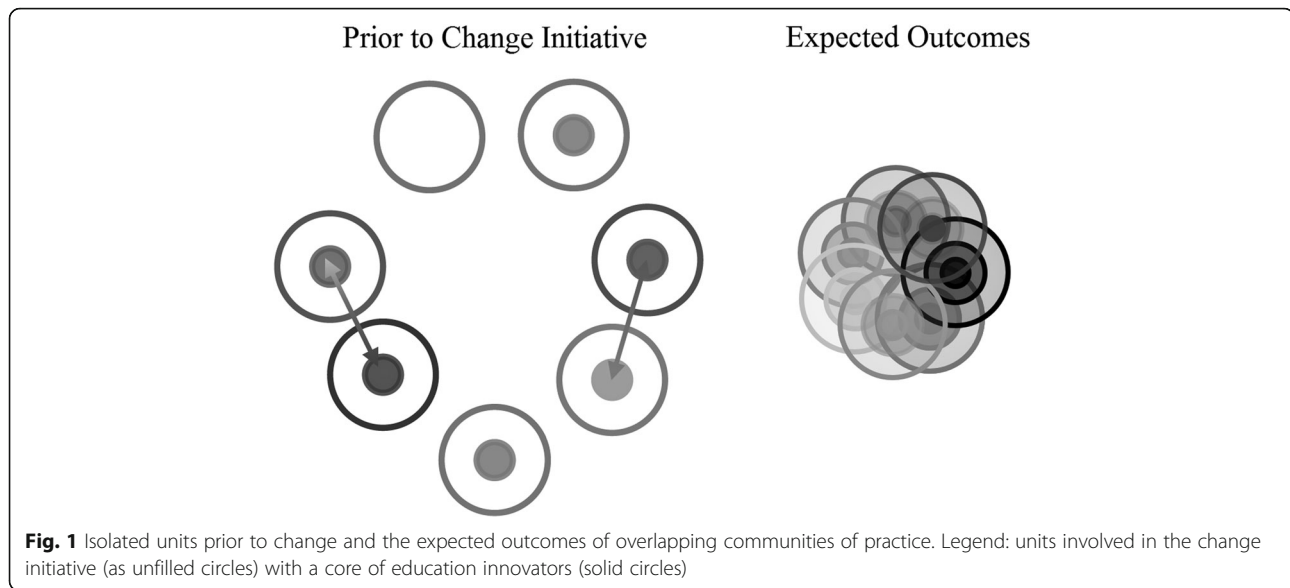 Prior to Change Initiative
Expected Outcomes
Fig. 1 Isolated units prior to change and the expected outcomes of overlapping communities of practice. Legend: units involved in the change
initiative (as unfilled circles) with a core of education innovators (solid circles)